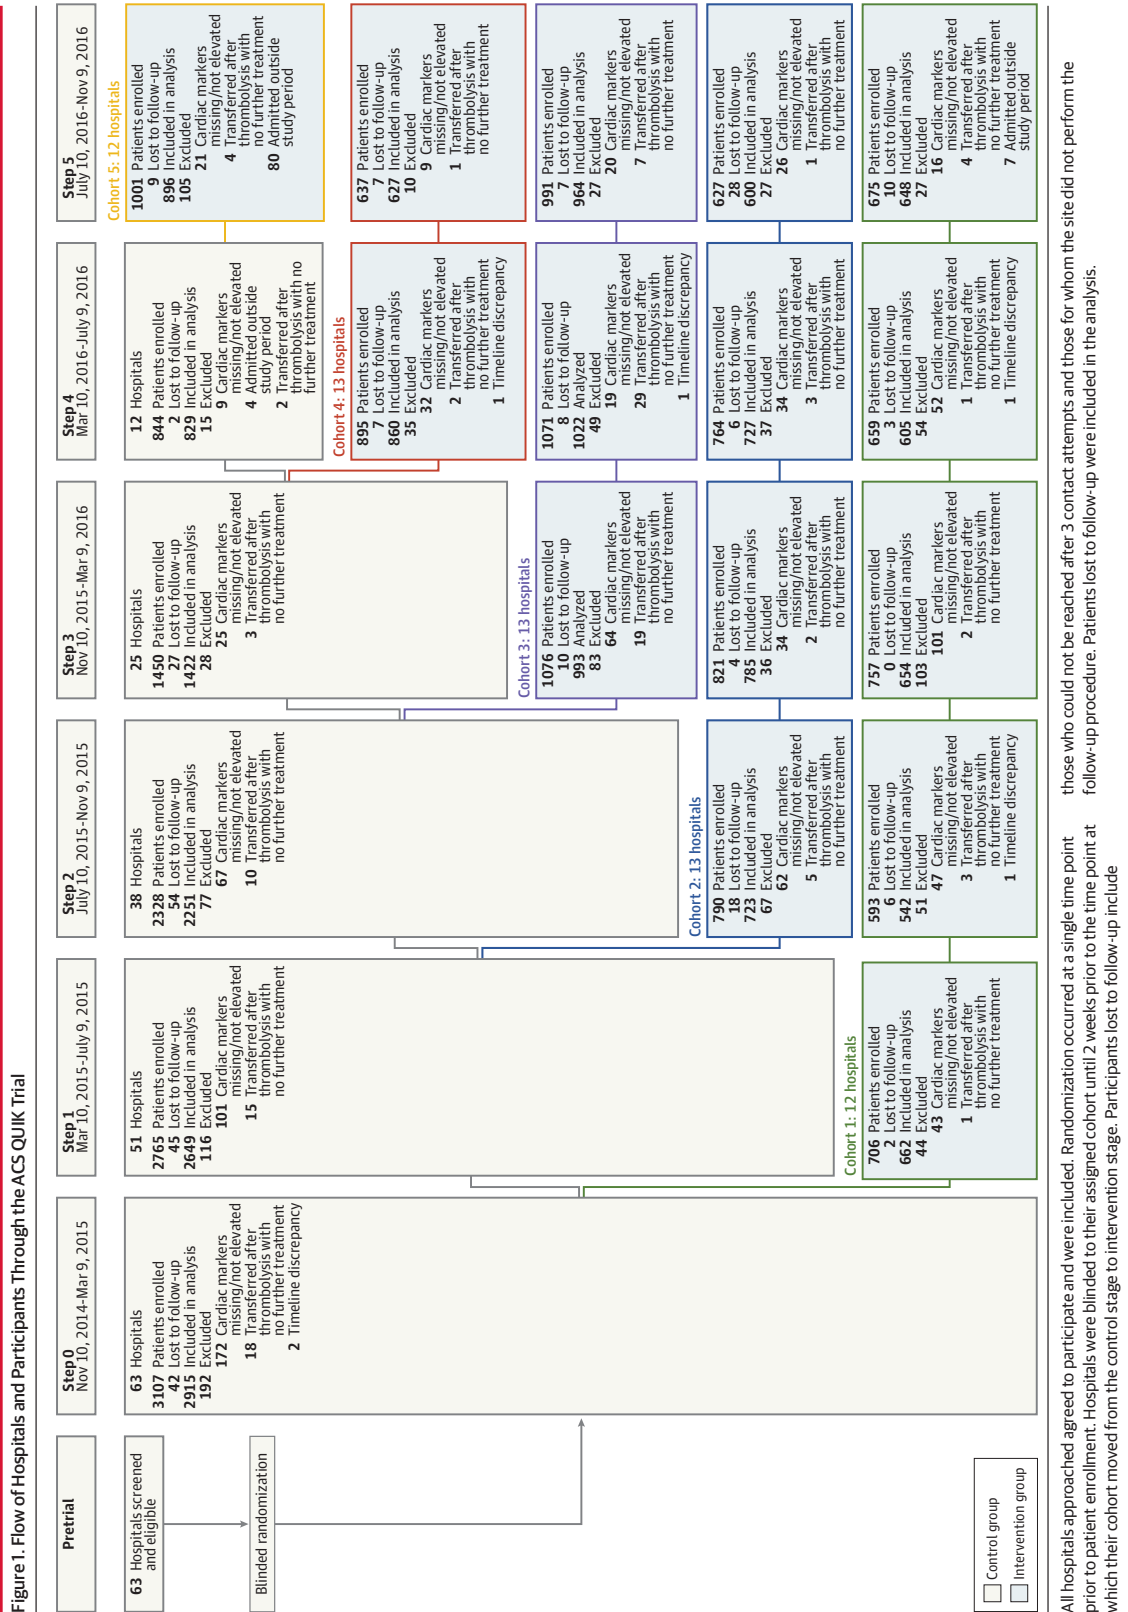 Figure 1. Flow of Hospitals and Participants Through the ACS QUIK Trial
Pretrial
63 Hospitals screened
and eligible
Blinded randomization
Control group
Intervention group
Step 0
Nov 10, 2014-Mar 9, 2015
63 Hospitals
3107 Patients enrolled
42 Lost to follow-up
2915 Included in analysis
192 Excluded
172 Cardiac markers
missing/not elevated
18 Transferred after
thrombolysis with
no further treatment
2 Timeline discrepancy
Step 1
Mar 10, 2015-July 9, 2015
51 Hospitals
2765 Patients enrolled
45 Lost to follow-up
2649 Included in analysis
116 Excluded
101 Cardiac markers
missing/not elevated
15 Transferred after
thrombolysis with
no further treatment
Cohort 1: 12 hospitals
706 Patients enrolled
2 Lost to follow-up
662 Included in analysis
44 Excluded
43 Cardiac markers
missing/not elevated
1 Transferred after
thrombolysis with
no further treatment
Step 2
July 10, 2015-Nov 9, 2015
38 Hospitals
2328 Patients enrolled
54 Lost to follow-up
2251 Included in analysis
77 Excluded
67 Cardiac markers
missing/not elevated
10 Transferred after
thrombolysis with
no further treatment
Cohort 2: 13 hospitals
790 Patients enrolled
18 Lost to follow-up
723 Included in analysis
67 Excluded
62 Cardiac markers
missing/not elevated
5 Transferred after
thrombolysis with
no further treatment
593 Patients enrolled
6 Lost to follow-up
542 Included in analysis
51 Excluded
47 Cardiac markers
missing/not elevated
3 Transferred after
thrombolysis with
no further treatment
1 Timeline discrepancy
Step 3
Nov 10, 2015-Mar 9, 2016
25 Hospitals
1450 Patients enrolled
27 Lost to follow-up
1422 Included in analysis
28 Excluded
25 Cardiac markers
missing/not elevated
3 Transferred after
thrombolysis with
no further treatment
Cohort 3: 13 hospitals
1076 Patients enrolled
10 Lost to follow-up
993 Analyzed
83 Excluded
64 Cardiac markers
missing/not elevated
19 Transferred after
thrombolysis with
no further treatment
821 Patients enrolled
4 Lost to follow-up
785 Included in analysis
36 Excluded
34 Cardiac markers
missing/not elevated
2 Transferred after
thrombolysis with
no further treatment
757 Patients enrolled
0 Lost to follow-up
654 Included in analysis
103 Excluded
101 Cardiac markers
missing/not elevated
2 Transferred after
thrombolysis with
no further treatment
Step 4
Mar 10, 2016-July 9, 2016
12 Hospitals
844 Patients enrolled
2 Lost to follow-up
829 Included in analysis
15 Excluded
9 Cardiac markers
missing/not elevated
4 Admitted outside
study period
2 Transferred after
thrombolysis with no
further treatment
Cohort 4: 13 hospitals
895 Patients enrolled
7 Lost to follow-up
860 Included in analysis
35 Excluded
32 Cardiac markers
missing/not elevated
2 Transferred after
thrombolysis with
no further treatment
1 Timeline discrepancy
1071 Patients enrolled
8 Lost to follow-up
1022 Analyzed
49 Excluded
19 Cardiac markers
missing/not elevated
29 Transferred after
thrombolysis with
no further treatment
1 Timeline discrepancy
764 Patients enrolled
6 Lost to follow-up
727 Included in analysis
37 Excluded
34 Cardiac markers
missing/not elevated
3 Transferred after
thrombolysis with
no further treatment
659 Patients enrolled
3 Lost to follow-up
605 Included in analysis
54 Excluded
52 Cardiac markers
missing/not elevated
1 Transferred after
thrombolysis with
no further treatment
1 Timeline discrepancy
Step 5
July 10, 2016-Nov 9, 2016
Cohort 5: 12 hospitals
1001 Patients enrolled
9 Lost to follow-up
896 Included in analysis
105 Excluded
21 Cardiac markers
missing/not elevated
4 Transferred after
thrombolysis with
no further treatment
80 Admitted outside
study period
637 Patients enrolled
7 Lost to follow-up
627 Included in analysis
10 Excluded
9 Cardiac markers
missing/not elevated
1 Transferred after
thrombolysis with
no further treatment
991 Patients enrolled
7 Lost to follow-up
964 Included in analysis
27 Excluded
20 Cardiac markers
missing/not elevated
7 Transferred after
thrombolysis with
no further treatment
627 Patients enrolled
28 Lost to follow-up
600 Included in analysis
27 Excluded
26 Cardiac markers
missing/not elevated
1 Transferred after
thrombolysis with
no further treatment
675 Patients enrolled
10 Lost to follow-up
648 Included in analysis
27 Excluded
16 Cardiac markers
missing/not elevated
4 Transferred after
thrombolysis with
no further treatment
7 Admitted outside
study period
All hospitals approached agreed to participate and were included. Randomization occurred at a single time point
prior to patient enrollment. Hospitals were blinded to their assigned cohort until 2 weeks prior to the time point at
which their cohort moved from the control stage to intervention stage. Participants lost to follow-up include
those who could not be reached after 3 contact attempts and those for whom the site did not perform the
follow-up procedure. Patients lost to follow-up were included in the analysis.